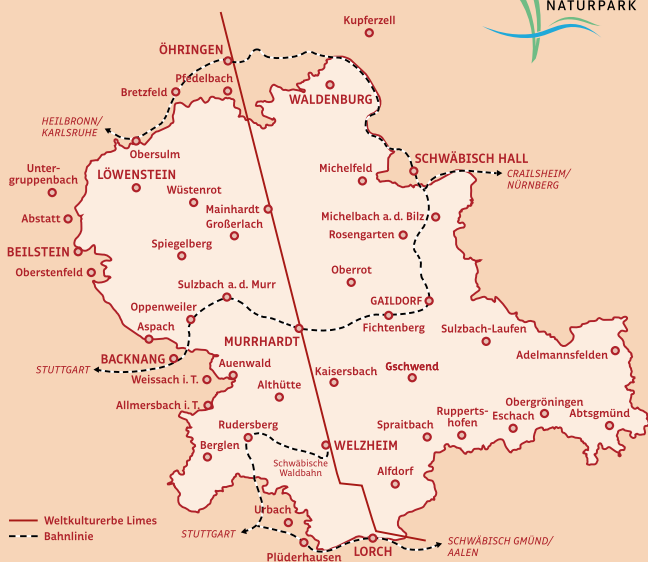 NATURPARK
Kupferzell
ÖHRINGEN
Pfedelbach
Bretzfeld
WALDENBURG
HEILBRONN/
KARLSRUHE
Obersulm
SCHWÄBISCH HALL
Unter-
gruppenbach
LÖWENSTEIN
Michelfeld
CRAILSHEIM/
NÜRNBERG
Wüstenrot
Abstatt
Mainhardt
Michelbach a. d. Bilz
Großerlach
Rosengarten
BEILSTEIN
Spiegelberg
Oberstenfeld
Oberrot
Sulzbach a. d. Murr
GAILDORF
Oppenweiler
Aspach
Fichtenberg
Sulzbach-Laufen
MURRHARDT
Adelmannsfelden
BACKNANG
STUTTGART
Auenwald
Weissach i. T.
Kaisersbach
Gschwend
Althütte
Allmersbach i. T.
Obergröningen
Rupperts-
hofen
Eschach
Abtsgmünd
Rudersberg
Spraitbach
Berglen
WELZHEIM
Schwäbische
Waldbahn
Alfdorf
Urbach
Weltkulturerbe Limes
Bahnlinie
STUTTGART
Plüderhausen
LORCH
SCHWÄBISCH GMÜND/
AALEN